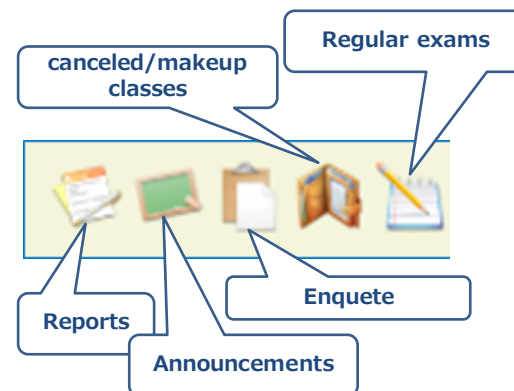 Regular exams
canceled/makeup
classes
Enquete
Reports
Announcements